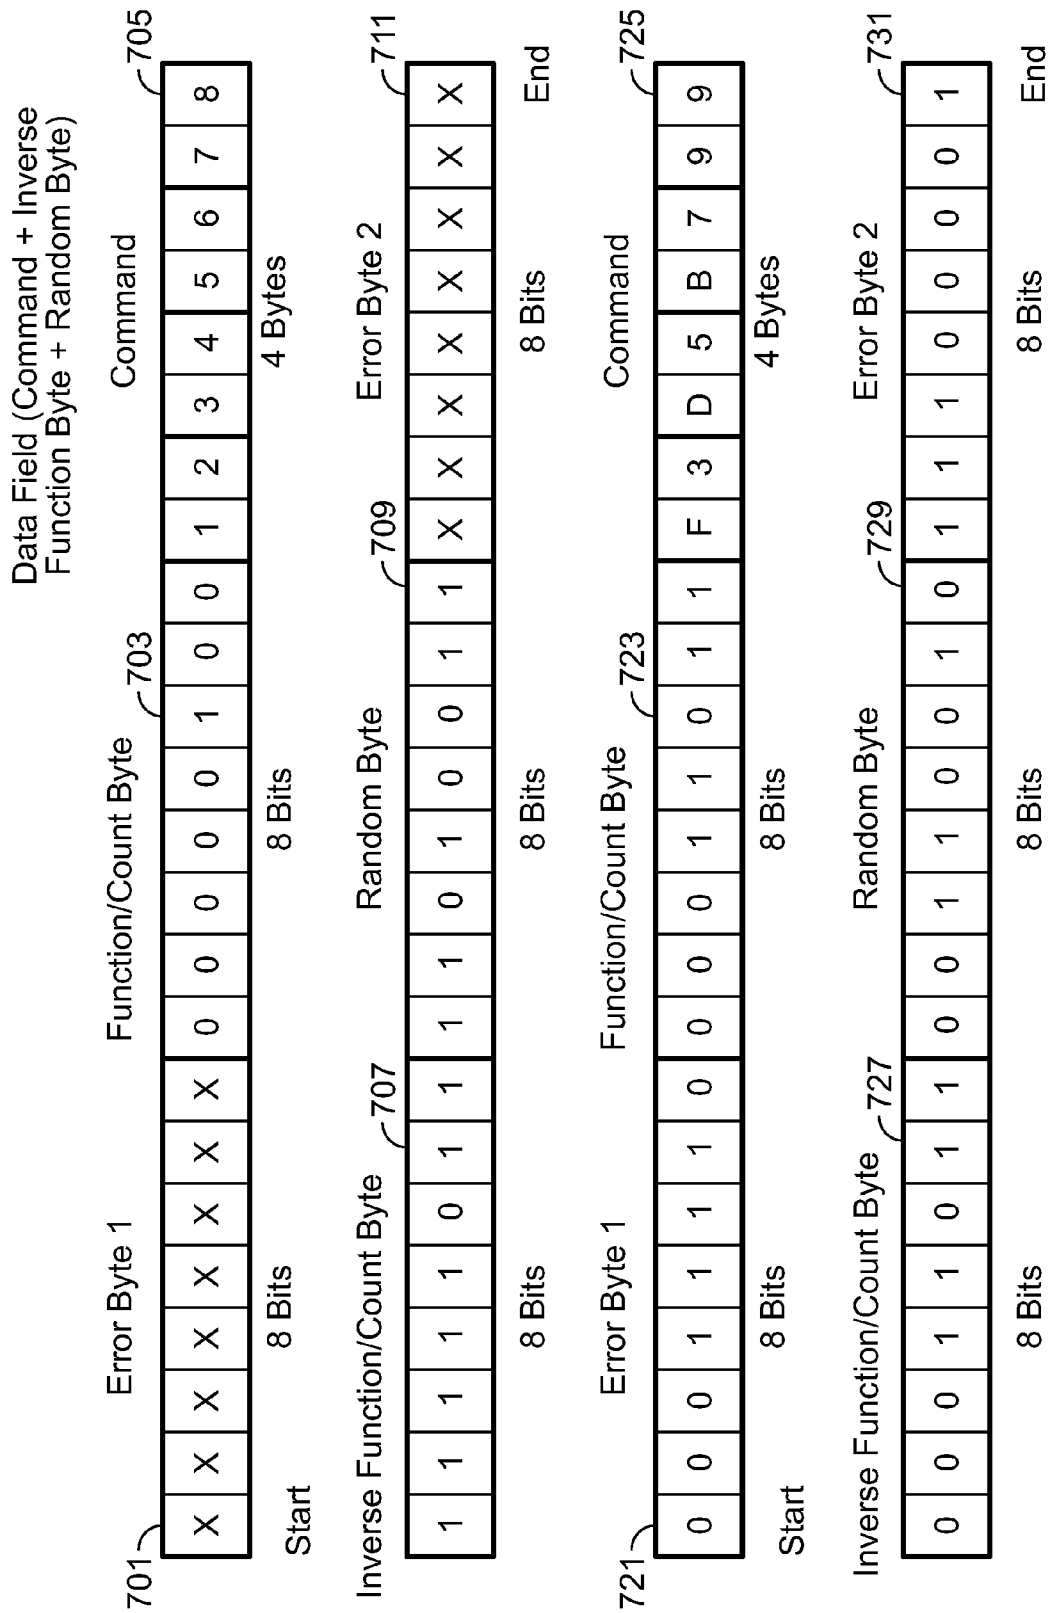 Data Field (Command + Inverse
Function Byte + Random Byte)
Error Byte 1 Function/Count Byte Command
701 703 705
X X X X X X X X 0 0 0 0 0 1 0 0 1 2 3 4 5 6 7 8
8 Bits 8 Bits 4 Bytes
Start
Inverse Function/Count Byte Random Byte Error Byte 2
707 709 711
1 1 1 1 1 0 1 1 1 1 0 1 0 0 1 1 X X X X X X X X
8 Bits 8 Bits 8 Bits End
Error Byte 1 Function/Count Byte Command
721 723 725
0 0 0 1 1 1 1 0 0 0 0 1 1 0 1 1 F 3 D 5 B 7 9 9
8 Bits 8 Bits 4 Bytes
Start
Inverse Function/Count Byte Random Byte Error Byte 2
727 729 731
0 0 0 1 1 0 1 1 0 0 1 1 0 0 1 0 1 1 1 0 0 0 0 1
8 Bits 8 Bits 8 Bits End